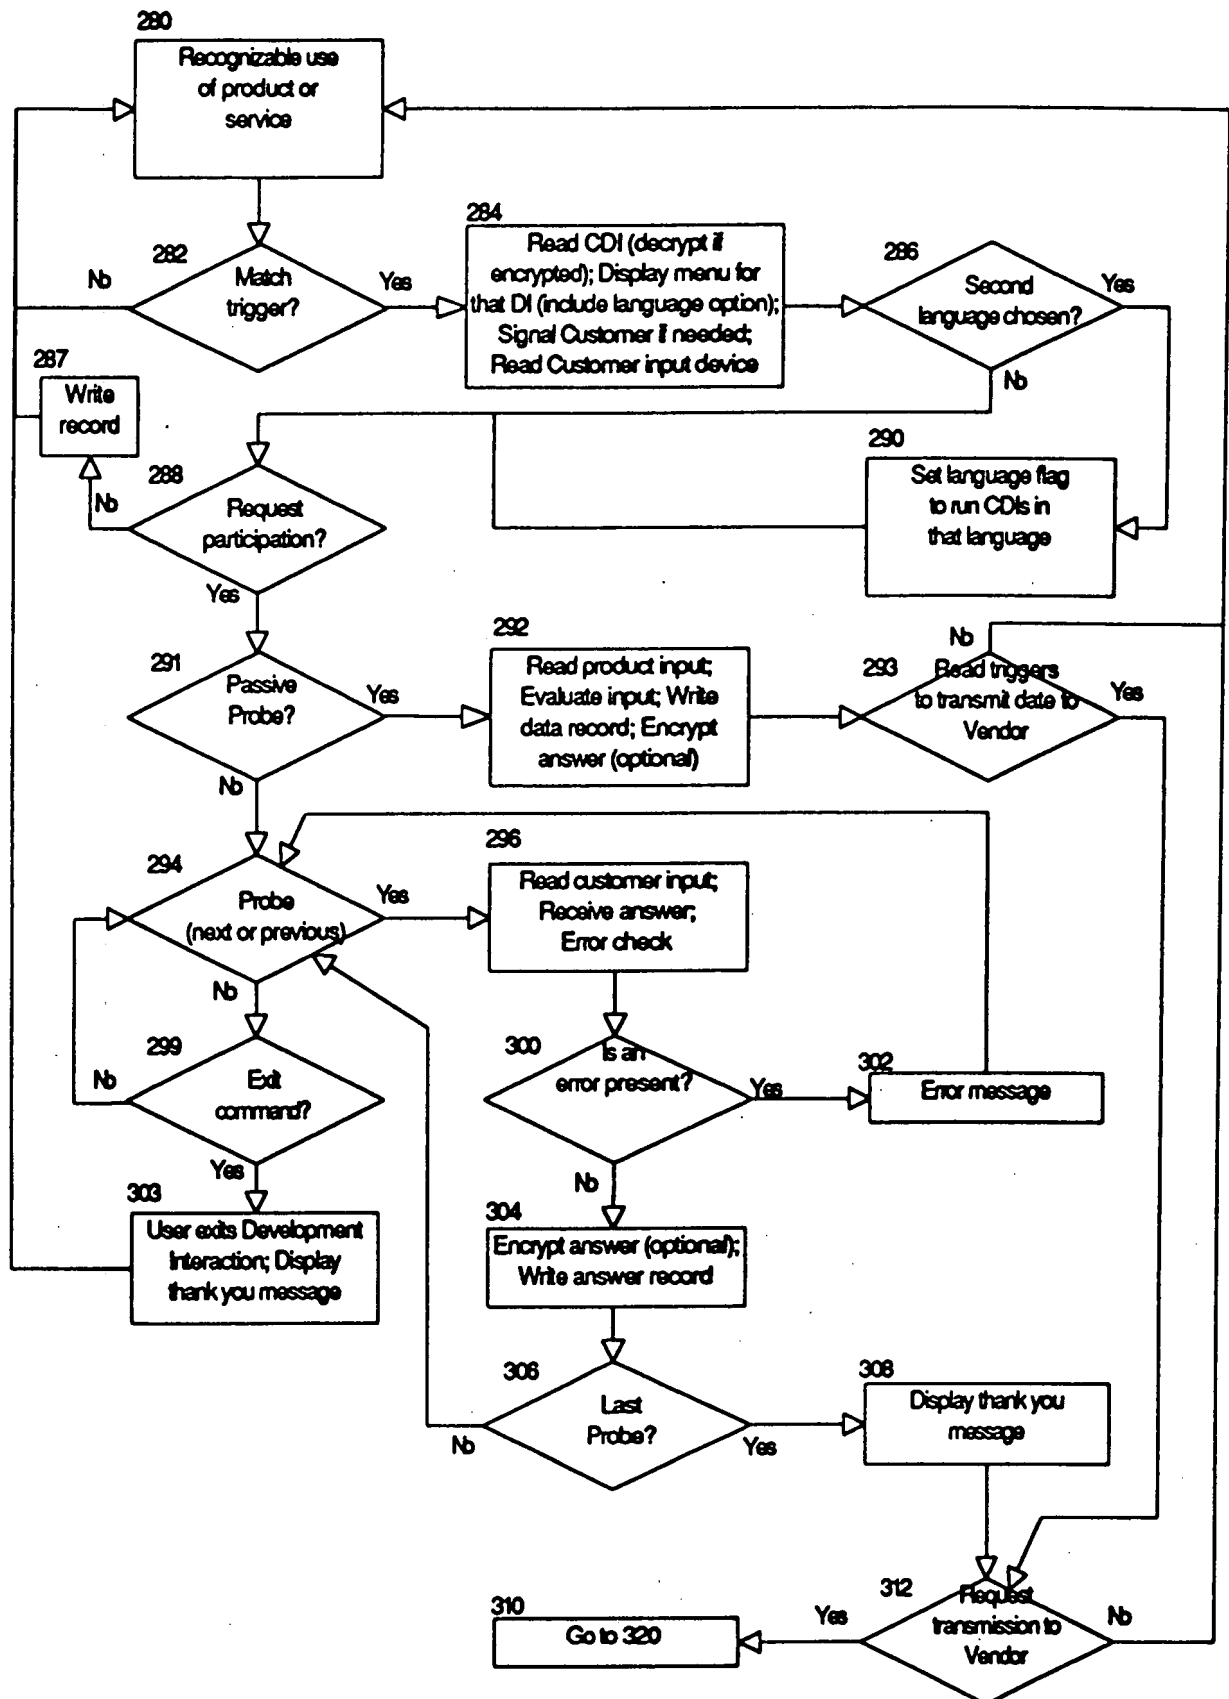 280
Recognizable use
of product or
service
282
Match
trigger?
No
Yes
284
Read CDI (decrypt if
encrypted); Display menu for
that DI (include language option);
Signal Customer if needed;
Read Customer input device
286
Second
language chosen?
Yes
No
287
Write
record
288
Request
participation?
No
Yes
290
Set language flag
to run CDIs in
that language
291
Passive
Probe?
Yes
No
292
Read product input;
Evaluate input; Write
data record; Encrypt
answer (optional)
293
Read triggers
to transmit date to
Vendor
No
Yes
294
Probe
(next or previous)
Yes
No
296
Read customer input;
Receive answer;
Error check
299
Exit
command?
No
Yes
300
Is an
error present?
Yes
No
302
Error message
303
User exits Development
Interaction; Display
thank you message
304
Encrypt answer (optional);
Write answer record
306
Last
Probe?
No
Yes
308
Display thank you
message
310
Go to 320
312
Request
transmission to
Vendor
Yes
No